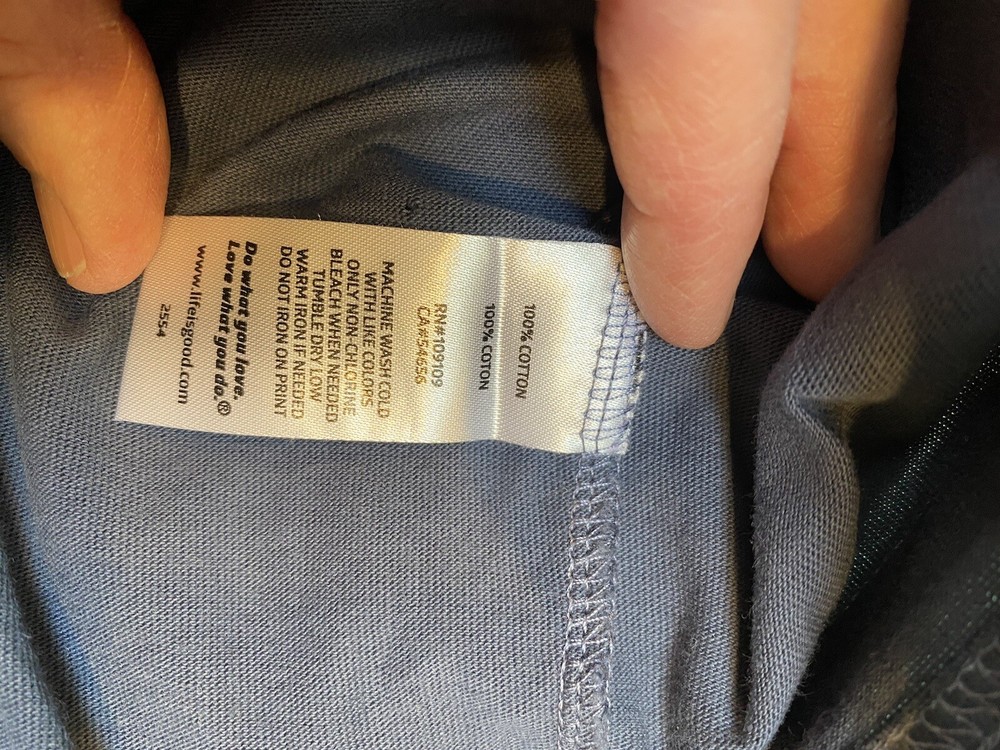 100% COTTON
100% COTON
RN#109109
CA#54656
MACHINE WASH COLD
WITH LIKE COLORS
ONLY NON-CHLORINE
BLEACH WHEN NEEDED
TUMBLE DRY LOW
WARM IRON IF NEEDED
DO NOT IRON ON PRINT
Do what you love.
Love what you do.®
www.lifeisgood.com
2554